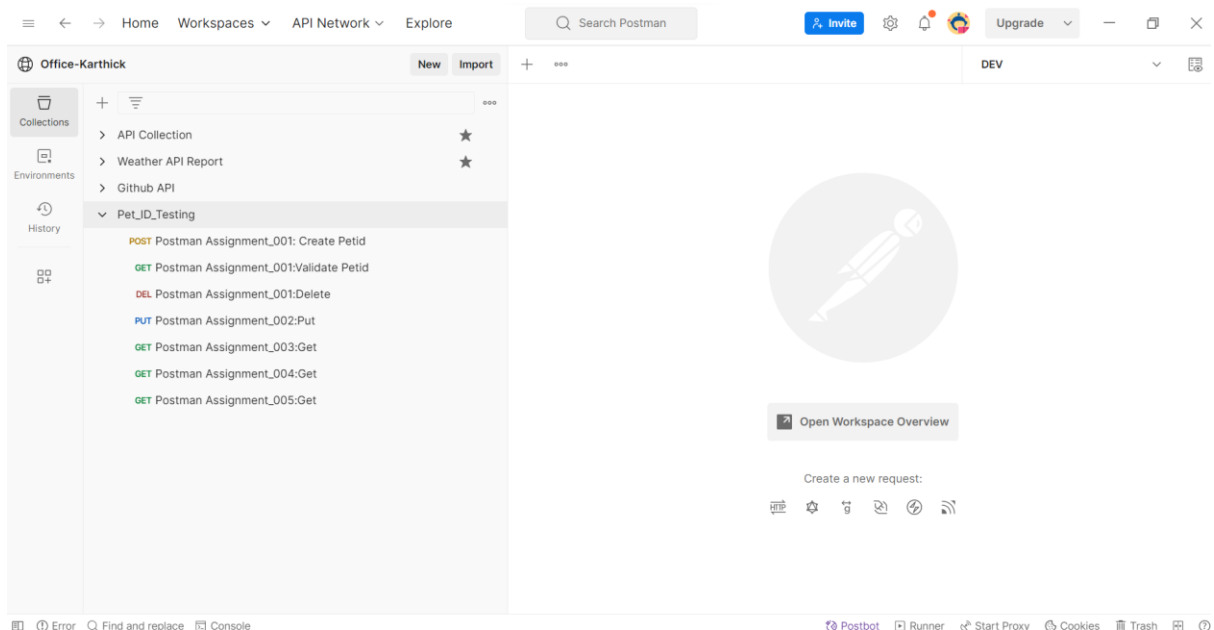 Home Workspaces API Network Explore Search Postman Invite Upgrade
Office-Karthick New Import DEV
Collections
Environments
History
API Collection
Weather API Report
Github API
Pet_ID_Testing
POST Postman Assignment_001: Create Petid
GET Postman Assignment_001:Validate Petid
DEL Postman Assignment_001:Delete
PUT Postman Assignment_002:Put
GET Postman Assignment_003:Get
GET Postman Assignment_004:Get
GET Postman Assignment_005:Get
Open Workspace Overview
Create a new request:
HTTP
g
Error Find and replace Console Postbot Runner Start Proxy Cookies Trash